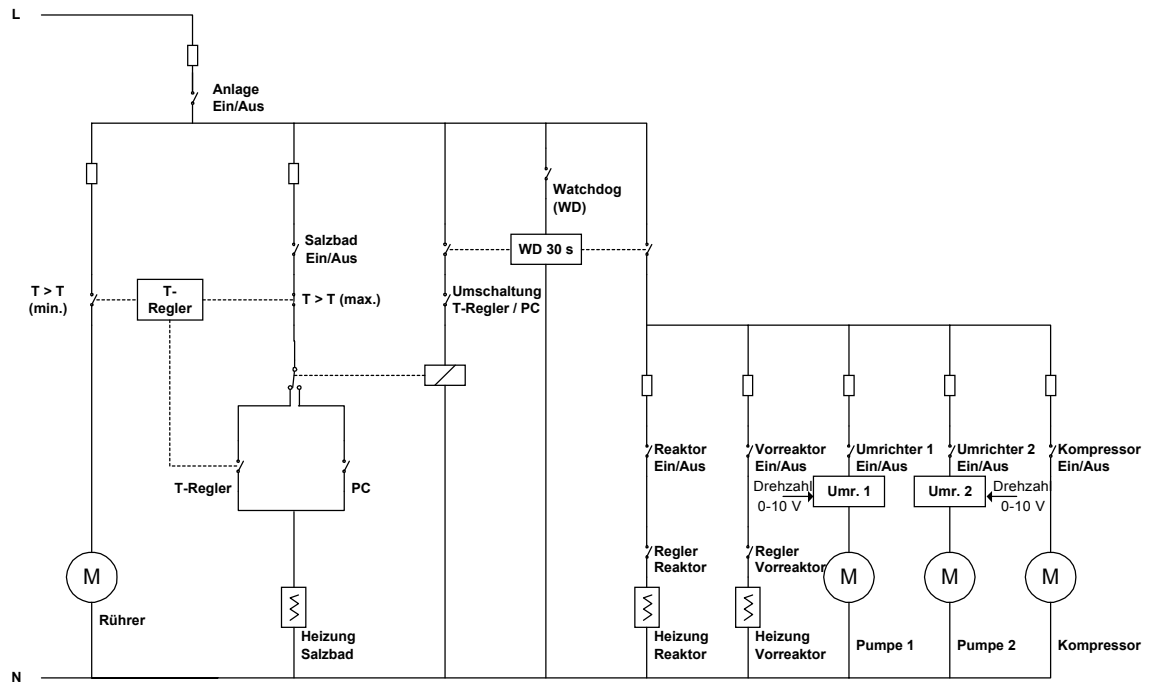 L
Anlage
Ein/Aus
Watchdog
(WD)
Salzbad
Ein/Aus
WD 30 s
T > T
(min.)
T-
Regler
T > T (max.)
Umschaltung
T-Regler / PC
Reaktor
Ein/Aus
Vorreaktor
Ein/Aus
Umrichter 1
Ein/Aus
Umrichter 2
Ein/Aus
Kompressor
Ein/Aus
T-Regler
PC
Drehzahl
0-10 V
Umr. 1
Umr. 2
Drehzahl
0-10 V
Regler
Reaktor
Regler
Vorreaktor
M
M
M
M
Rührer
Heizung
Salzbad
Heizung
Reaktor
Heizung
Vorreaktor
Pumpe 1
Pumpe 2
Kompressor
N